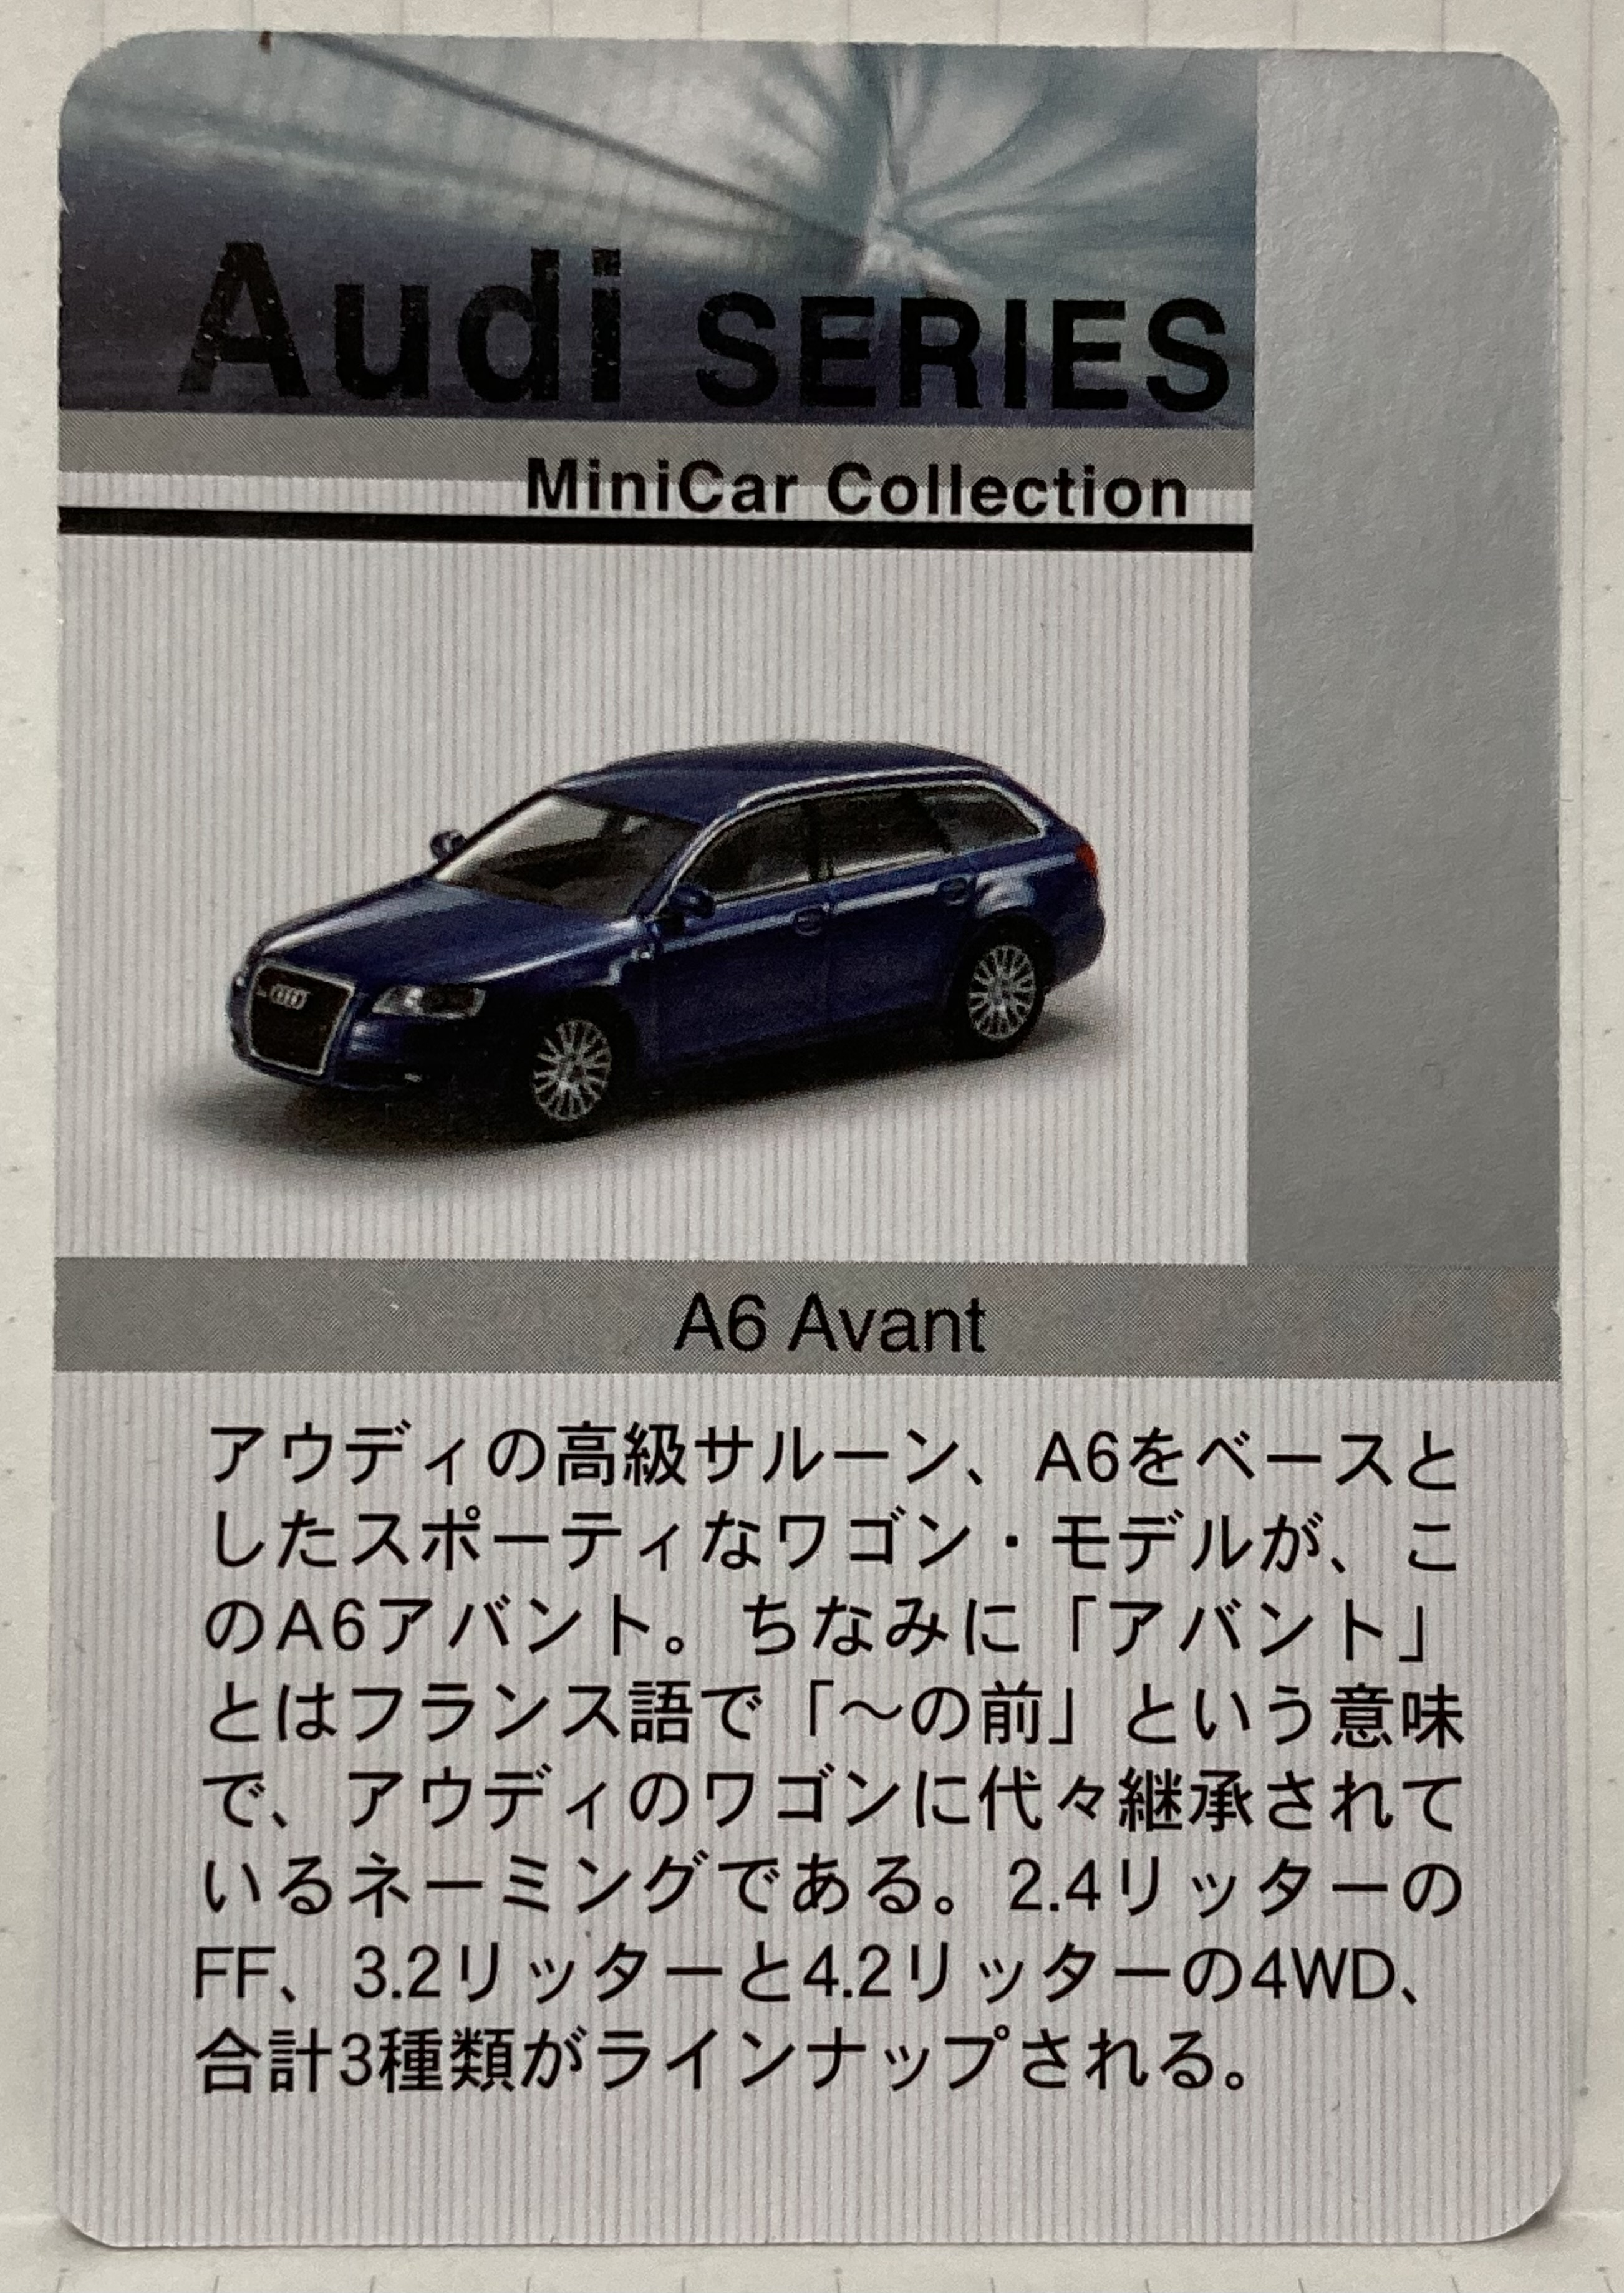 Audi SERIES
MiniCar Collection
A6 Avant
アウディの高級サルーン、A6をベースと
したスポーティなワゴン・モデルが、こ
のA6アバント。ちなみに「アバント」
とはフランス語で「〜の前」という意味
で、アウディのワゴンに代々継承されて
いるネーミングである。2.4リッターの
FF、3.2リッターと4.2リッターの4WD、
合計3種類がラインナップされる。